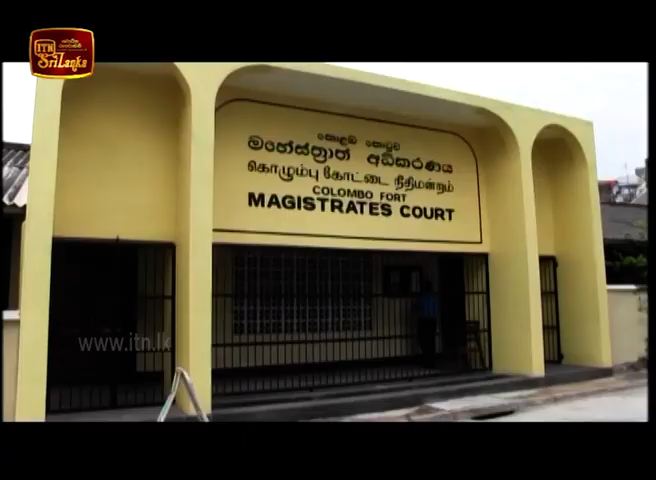 ITN
SriLanka
කොළඹ කොටුව
මහේස්ත්‍රාත් අධිකරණය
கொழும்பு கோட்டை நீதிமன்றம்
COLOMBO FORT
MAGISTRATES COURT
www.itn.lk